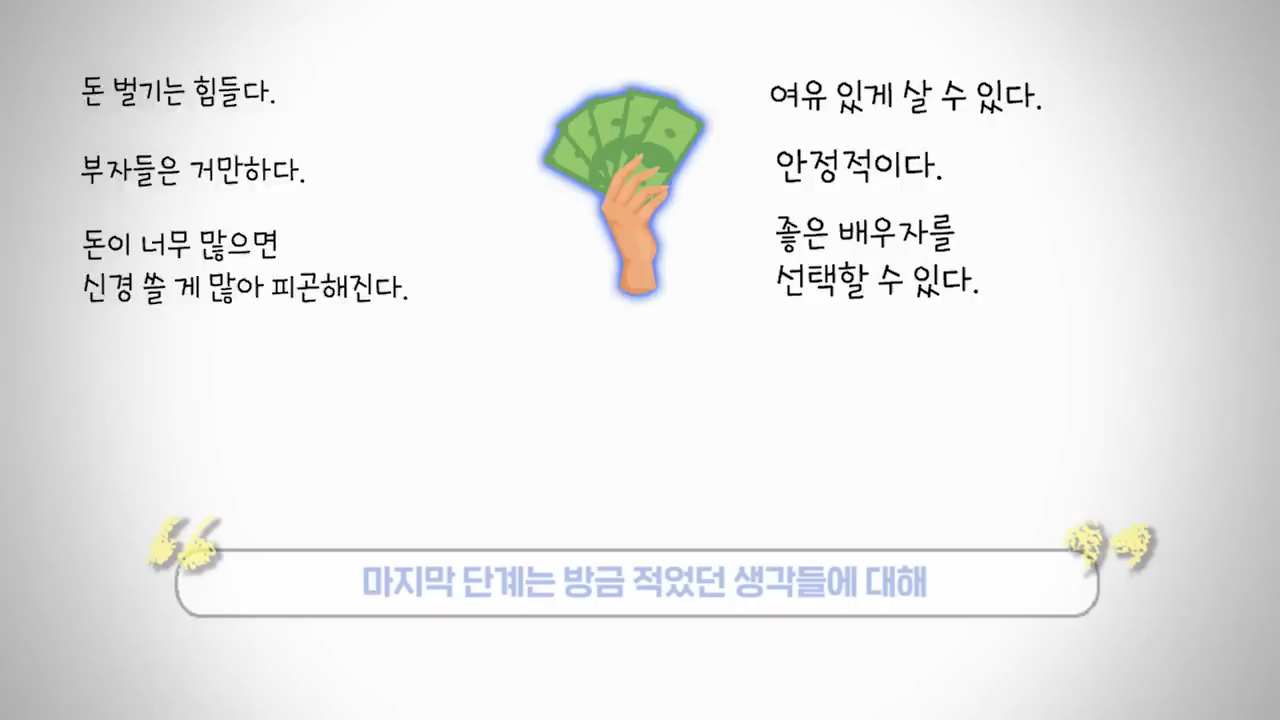 돈 벌기는 힘들다.
부자들은 거만하다.
돈이 너무 많으면
신경 쓸 게 많아 피곤해진다.
여유 있게 살 수 있다.
안정적이다.
좋은 배우자를
선택할 수 있다.
마지막 단계는 방금 적었던 생각들에 대해